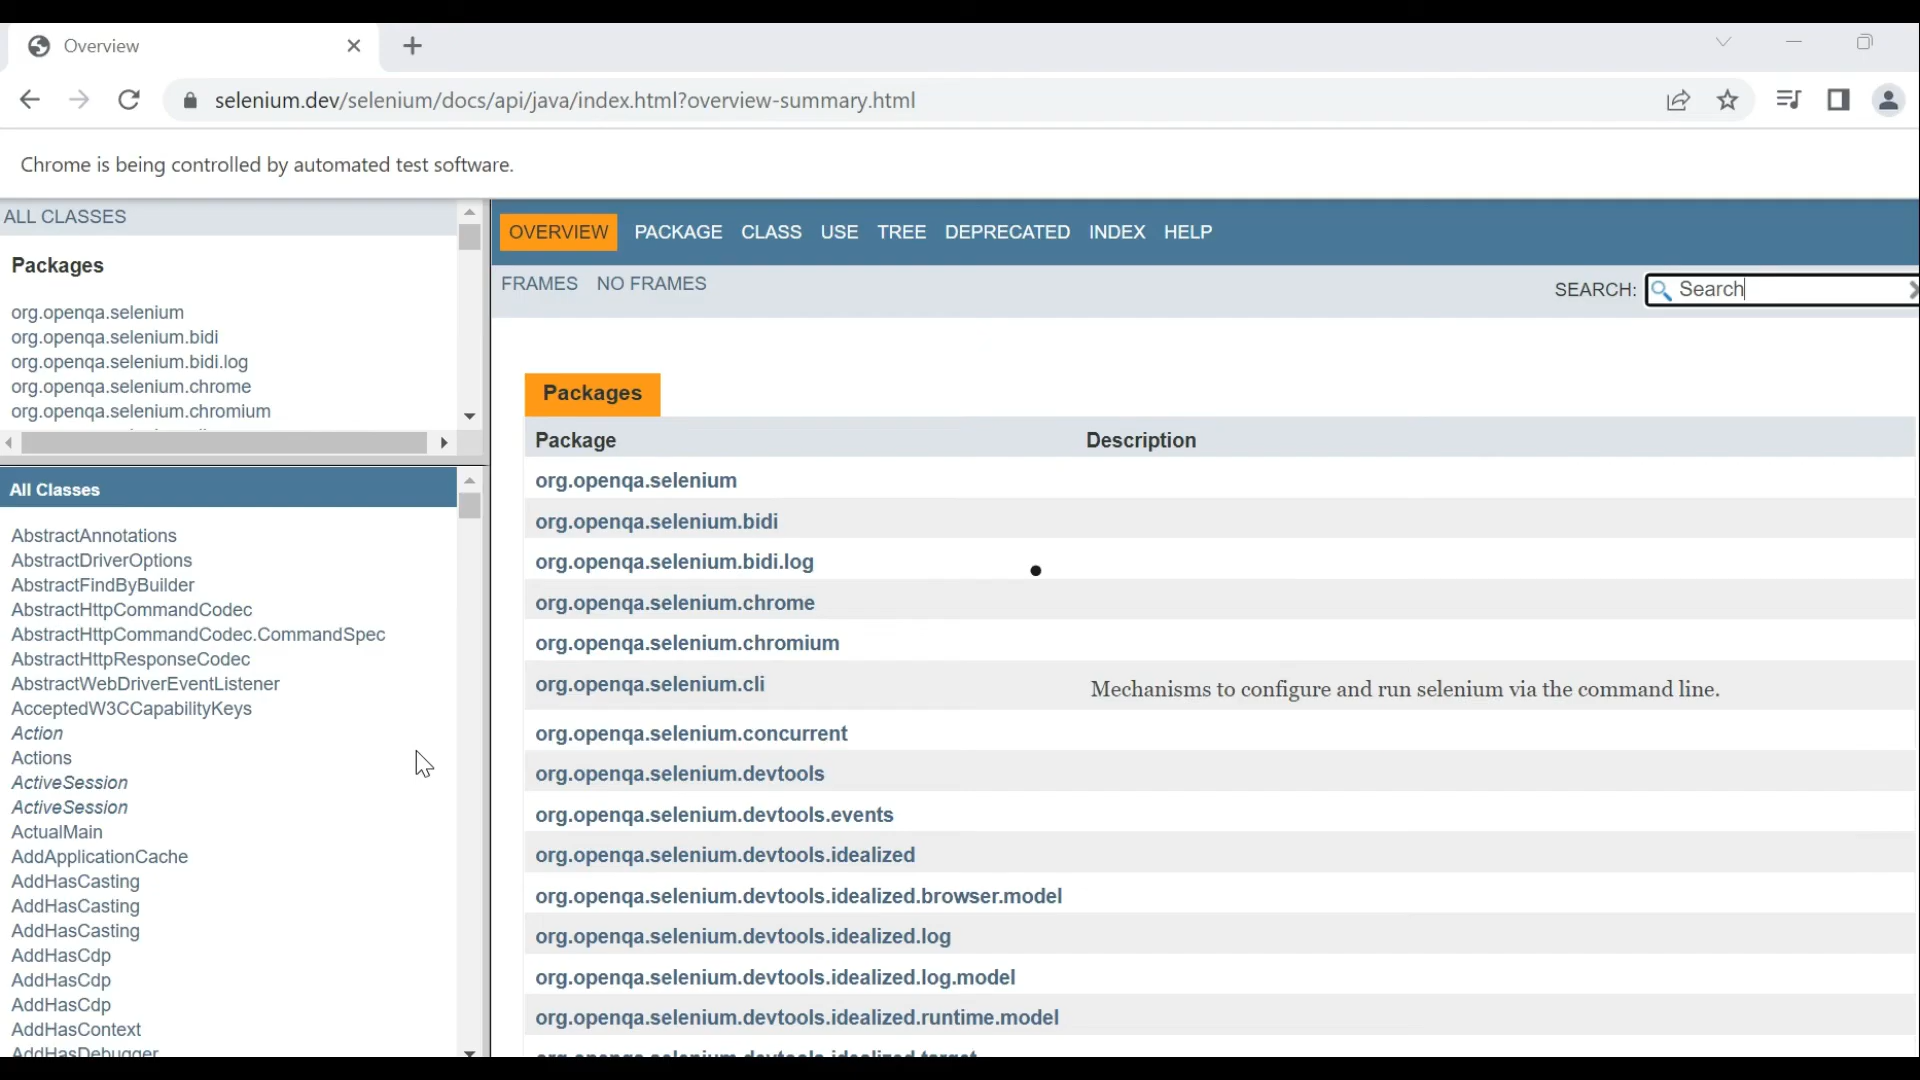 Overview
selenium.dev/selenium/docs/api/java/index.html?overview-summary.html
Chrome is being controlled by automated test software.
ALL CLASSES
Packages
org.openqa.selenium
org.openqa.selenium.bidi
org.openqa.selenium.bidi.log
org.openqa.selenium.chrome
org.openqa.selenium.chromium
All Classes
AbstractAnnotations
AbstractDriverOptions
AbstractFindByBuilder
AbstractHttpCommandCodec
AbstractHttpCommandCodec.CommandSpec
AbstractHttpResponseCodec
AbstractWebDriverEventListener
AcceptedW3CCapabilityKeys
Action
Actions
ActiveSession
ActiveSession
ActualMain
AddApplicationCache
AddHasCasting
AddHasCasting
AddHasCasting
AddHasCdp
AddHasCdp
AddHasCdp
AddHasContext
AddHasDebugger
OVERVIEW PACKAGE CLASS USE TREE DEPRECATED INDEX HELP
FRAMES NO FRAMES
SEARCH: Search
Packages
Package Description
org.openqa.selenium
org.openqa.selenium.bidi
org.openqa.selenium.bidi.log
org.openqa.selenium.chrome
org.openqa.selenium.chromium
org.openqa.selenium.cli Mechanisms to configure and run selenium via the command line.
org.openqa.selenium.concurrent
org.openqa.selenium.devtools
org.openqa.selenium.devtools.events
org.openqa.selenium.devtools.idealized
org.openqa.selenium.devtools.idealized.browser.model
org.openqa.selenium.devtools.idealized.log
org.openqa.selenium.devtools.idealized.log.model
org.openqa.selenium.devtools.idealized.runtime.model
org.openqa.selenium.devtools.idealized.target